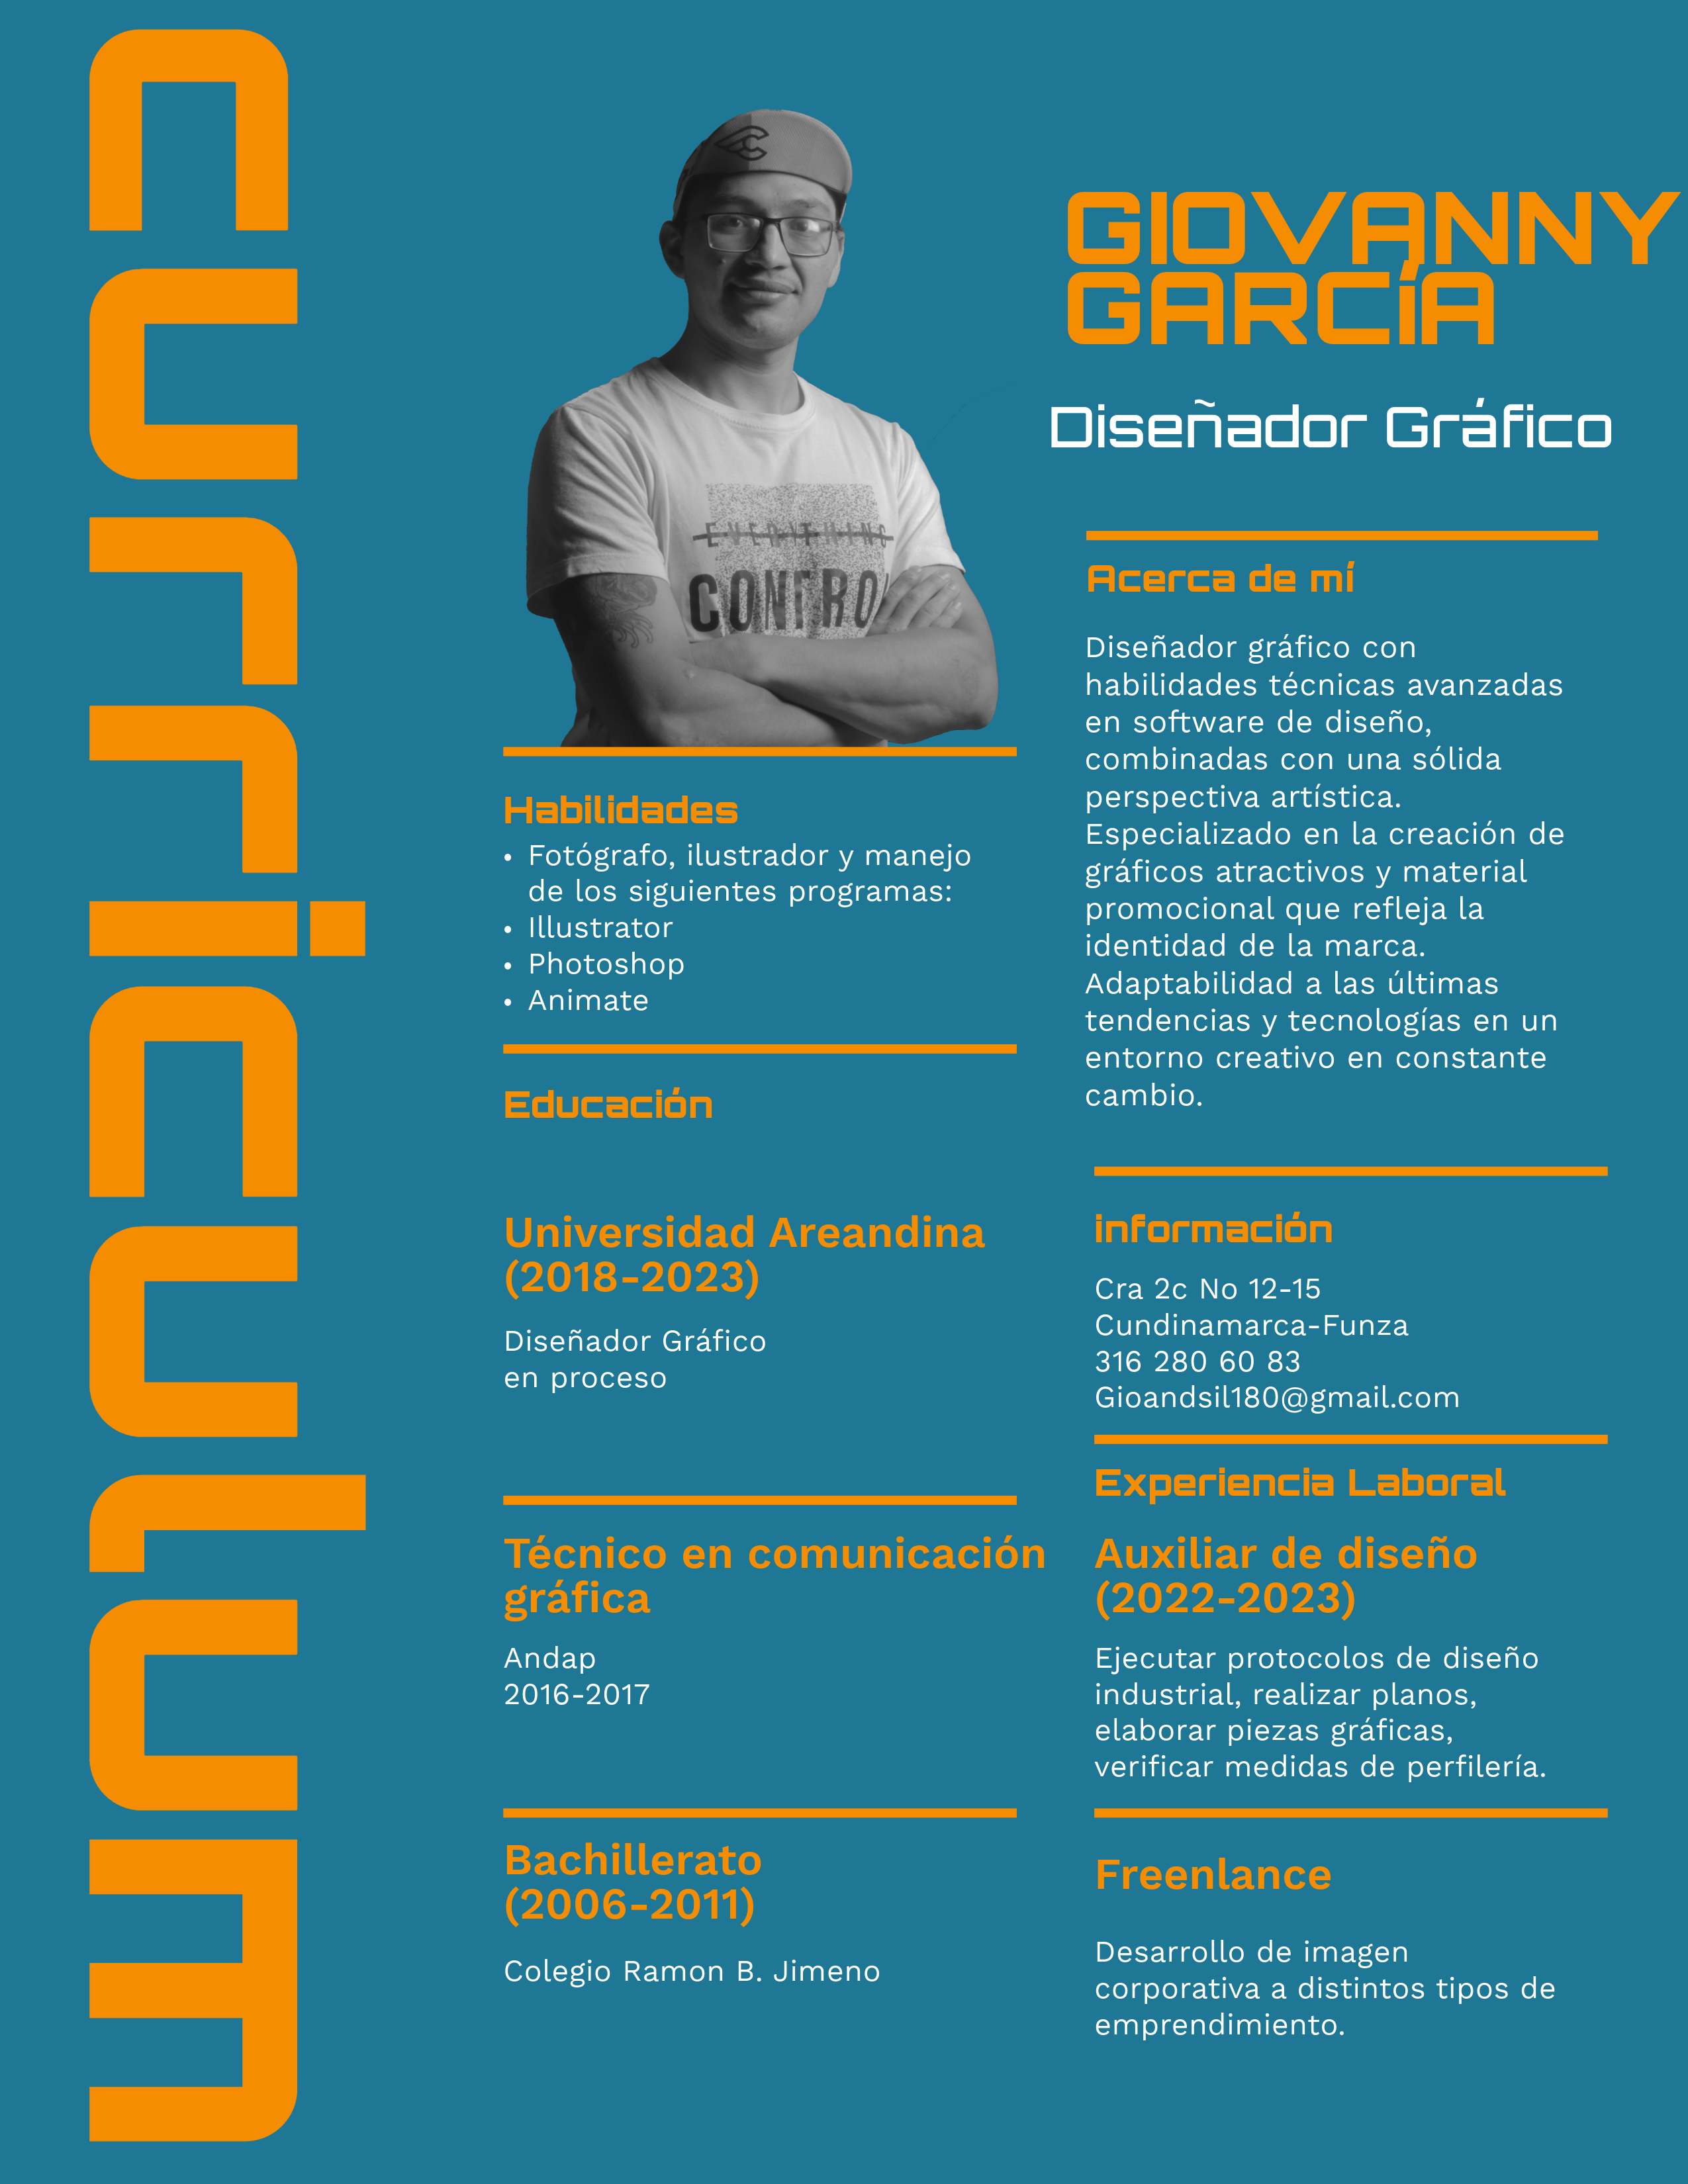 curriculum
GIOVANNY
GARCÍA
Diseñador Gráfico
EVERYTHING
CONTROL
Habilidades
• Fotógrafo, ilustrador y manejo
de los siguientes programas:
• Illustrator
• Photoshop
• Animate
Educación
Universidad Areandina
(2018-2023)
Diseñador Gráfico
en proceso
Técnico en comunicación
gráfica
Andap
2016-2017
Bachillerato
(2006-2011)
Colegio Ramon B. Jimeno
Acerca de mí
Diseñador gráfico con
habilidades técnicas avanzadas
en software de diseño,
combinadas con una sólida
perspectiva artística.
Especializado en la creación de
gráficos atractivos y material
promocional que refleja la
identidad de la marca.
Adaptabilidad a las últimas
tendencias y tecnologías en un
entorno creativo en constante
cambio.
información
Cra 2c No 12-15
Cundinamarca-Funza
316 280 60 83
Gioandsil180@gmail.com
Experiencia Laboral
Auxiliar de diseño
(2022-2023)
Ejecutar protocolos de diseño
industrial, realizar planos,
elaborar piezas gráficas,
verificar medidas de perfilería.
Freenlance
Desarrollo de imagen
corporativa a distintos tipos de
emprendimiento.